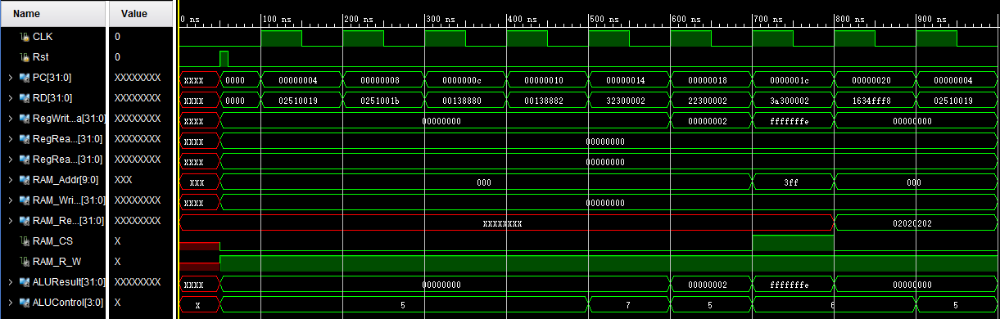 Name Value 0 ns 100 ns 200 ns 300 ns 400 ns 500 ns 600 ns 700 ns 800 ns 900 ns
CLK 0
Rst 0
PC[31:0] XXXXXXXX XXXX 0000 00000004 00000008 0000000c 00000010 00000014 00000018 0000001c 00000020 00000004
RD[31:0] XXXXXXXX XXXX 0000 02510019 0251001b 00138880 00138882 32300002 22300002 3a300002 1634fff8 02510019
RegWrit...a[31:0] XXXXXXXX XXXX 00000000 00000002 fffffffe 00000000
RegRea...[31:0] XXXXXXXX XXXX 00000000
RegRea...[31:0] XXXXXXXX XXXX 00000000
RAM_Addr[9:0] XXX XXX 000 3ff 000
RAM_Wri...[31:0] XXXXXXXX XXXX 00000000
RAM_Re...[31:0] XXXXXXXX XXXXXXXX 02020202
RAM_CS X
RAM_R_W X
ALUResult[31:0] XXXXXXXX XXXX 00000000 00000002 fffffffe 00000000
ALUControl[3:0] X X 5 7 5 6 5